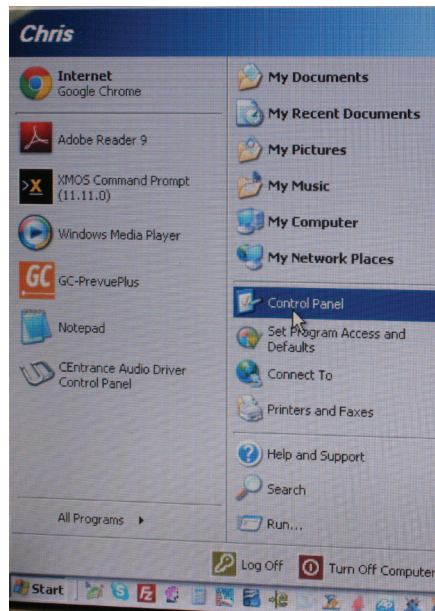 Chris
Internet
Google Chrome
Adobe Reader 9
XMOS Command Prompt
(11.11.0)
Windows Media Player
GC
GC-PrevuePlus
Notepad
CEntrance Audio Driver
Control Panel
All Programs
My Documents
My Recent Documents
My Pictures
My Music
My Computer
My Network Places
Control Panel
Set Program Access and
Defaults
Connect To
Printers and Faxes
Help and Support
Search
Run...
Log Off
Turn Off Computer
Start